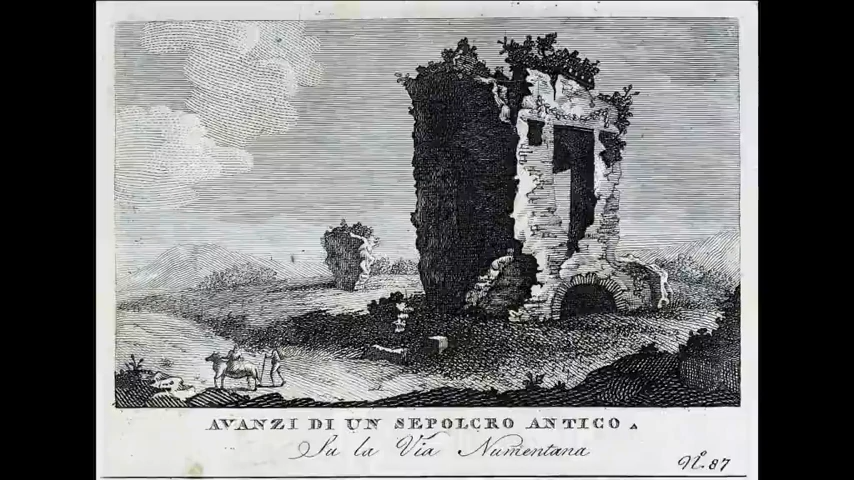 AVANZI DI UN SEPOLCRO ANTICO.
Su la Via Numentana
N. 87